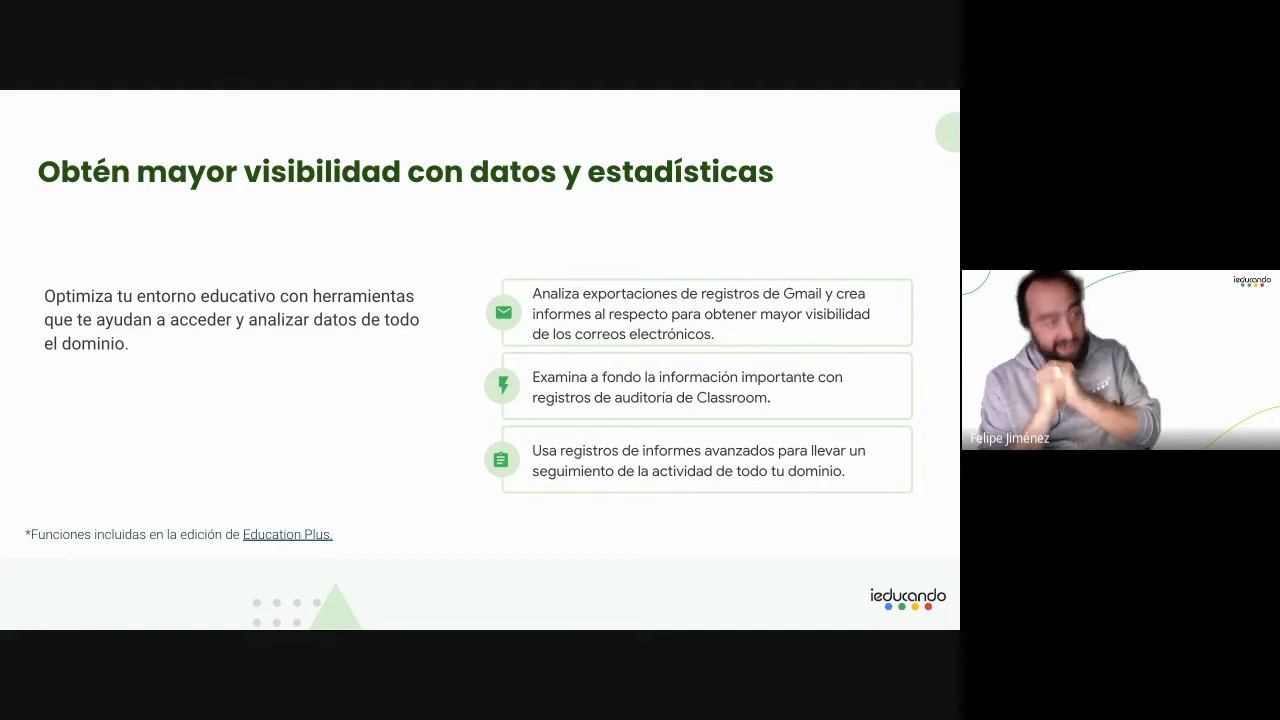 Obtén mayor visibilidad con datos y estadísticas
Optimiza tu entorno educativo con herramientas
que te ayudan a acceder y analizar datos de todo
el dominio.
Analiza exportaciones de registros de Gmail y crea
informes al respecto para obtener mayor visibilidad
de los correos electrónicos.
Examina a fondo la información importante con
registros de auditoría de Classroom.
Usa registros de informes avanzados para llevar un
seguimiento de la actividad de todo tu dominio.
*Funciones incluidas en la edición de Education Plus.
ieducando
ieducando
Felipe Jiménez